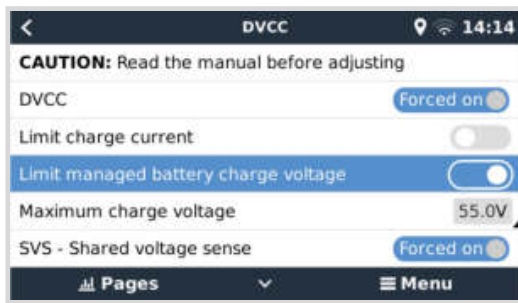 DVCC 14:14
CAUTION: Read the manual before adjusting
DVCC Forced on
Limit charge current
Limit managed battery charge voltage
Maximum charge voltage 55.0V
SVS - Shared voltage sense Forced on
Pages Menu